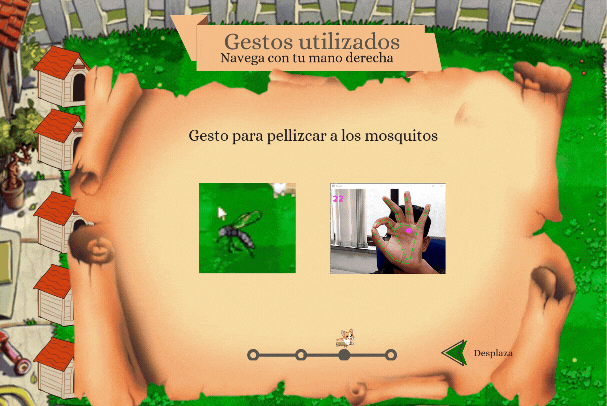 Gestos utilizados
Navega con tu mano derecha
Gesto para pellizcar a los mosquitos
22
Desplaza